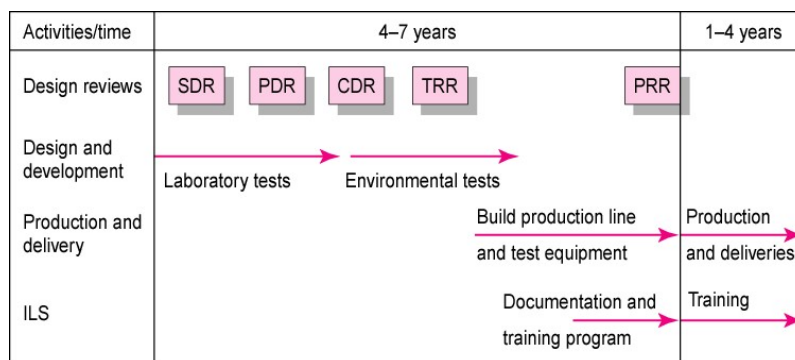 Activities/time
4–7 years
1–4 years
Design reviews
SDR
PDR
CDR
TRR
PRR
Design and
development
Laboratory tests
Environmental tests
Production and
delivery
Build production line
and test equipment
Production
and deliveries
ILS
Documentation and
training program
Training